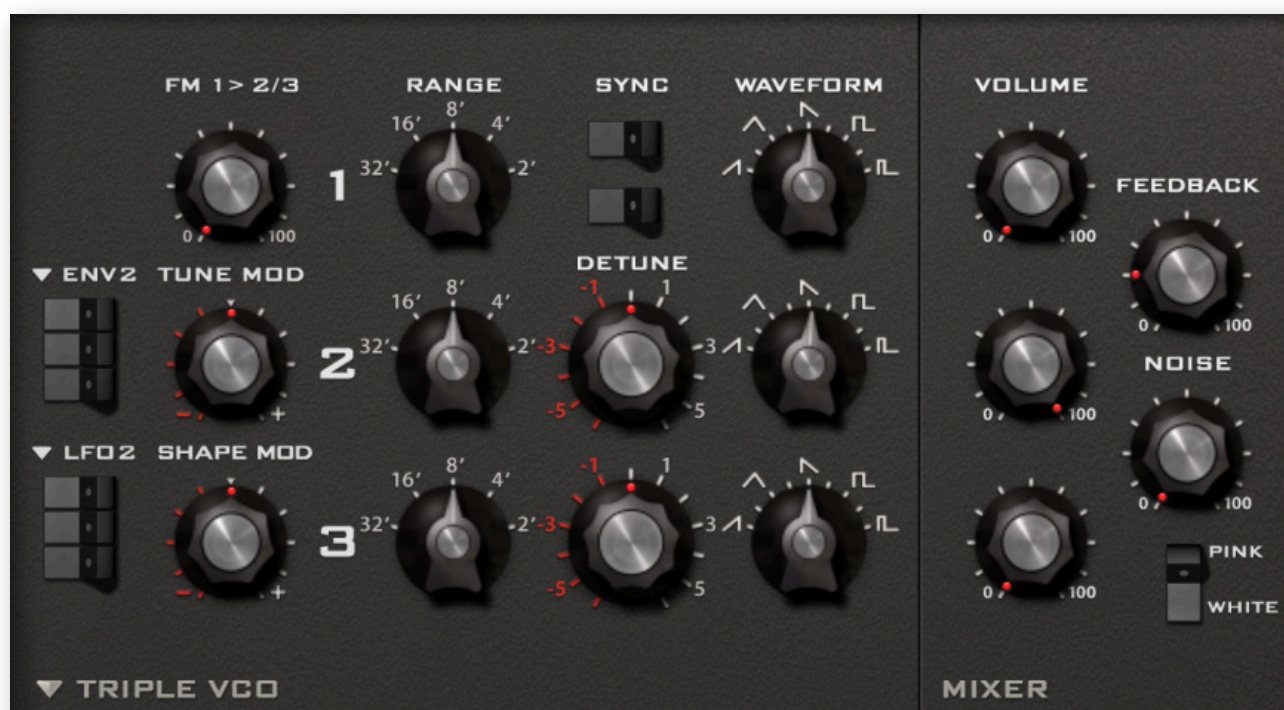 FM 1 > 2/3 RANGE SYNC WAVEFORM VOLUME
32' 16' 8' 4' 2'
1
0 100
0 100
FEEDBACK
0 100
ENV2 TUNE MOD DETUNE
2
- +
32' 16' 8' 4' 2'
-5 -3 -1 1 3 5
0 100
NOISE
0 100
LFO2 SHAPE MOD
3
- +
32' 16' 8' 4' 2'
-5 -3 -1 1 3 5
0 100
PINK
WHITE
TRIPLE VCO MIXER